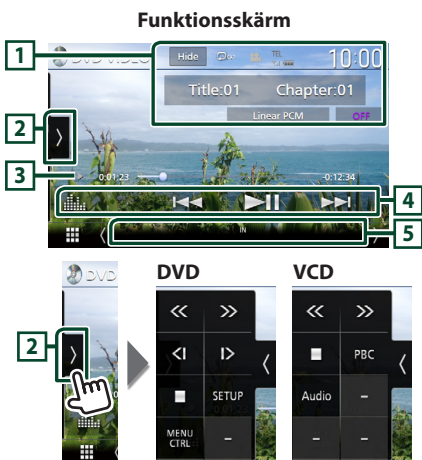 Funktionsskärm
1
DVD VIDEO
Hide
TEL
10:00
Title:01 Chapter:01
Linear PCM OFF
2
3
0:01:23 -0:12:34
4
IN
5
DVD
DVD VCD
2
SETUP
PBC
Audio –
MENU
CTRL
–
– –